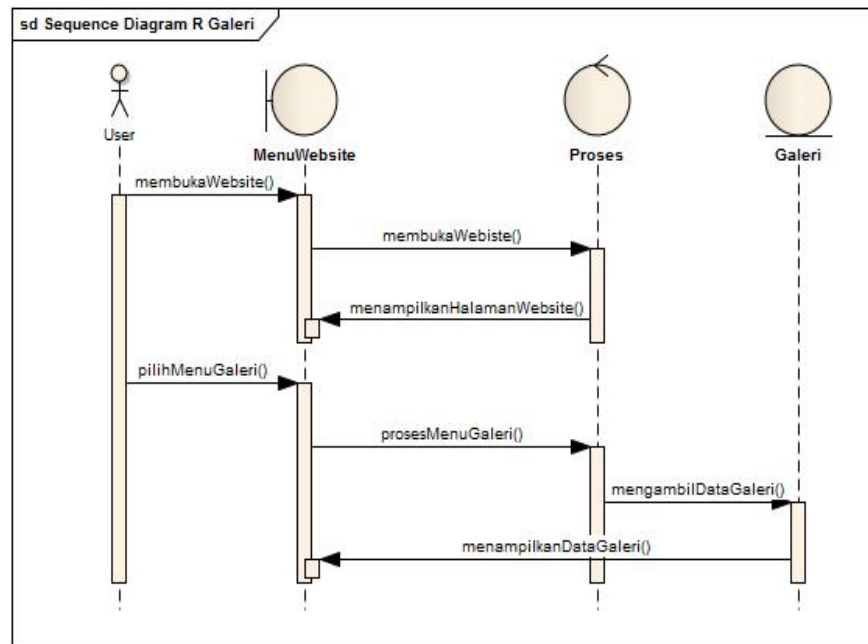 sd Sequence Diagram R Galeri
User
MenuWebsite
Proses
Galeri
membukaWebsite()
membukaWebiste()
menampilkanHalamanWebsite()
pilihMenuGaleri()
prosesMenuGaleri()
mengambilDataGaleri()
menampilkanDataGaleri()